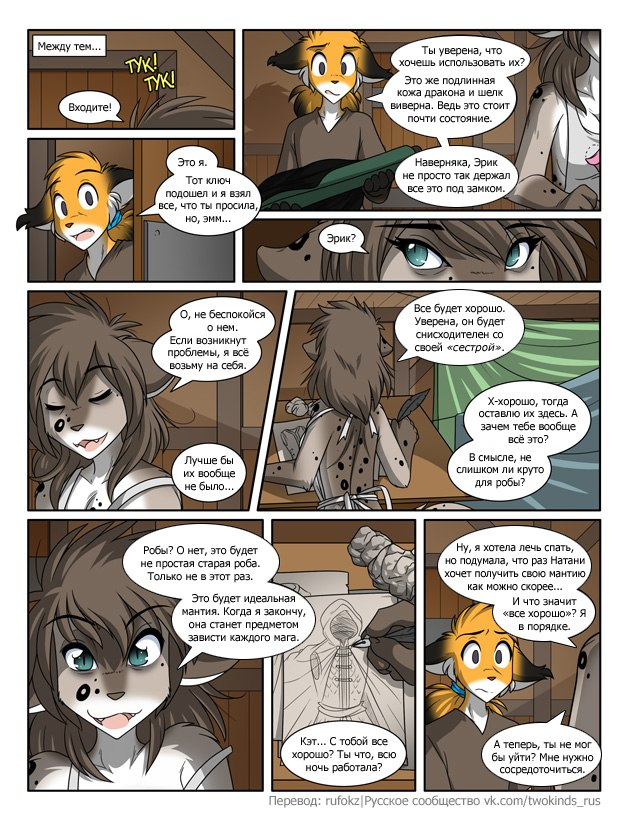 Между тем...
ТУК!
ТУК!
Входите!
Ты уверена, что
хочешь использовать их?
Это же подлинная
кожа дракона и шелк
виверна. Ведь это стоит
почти состояние.
Наверняка, Эрик
не просто так держал
все это под замком.
Это я.
Тот ключ
подошел и я взял
все, что ты просила,
но, эмм...
Эрик?
О, не беспокойся
о нем.
Если возникнут
проблемы, я всё
возьму на себя.
Лучше бы
их вообще
не было...
Все будет хорошо.
Уверена, он будет
снисходителен со
своей «сестрой».
Х-хорошо, тогда
оставлю их здесь. А
зачем тебе вообще
всё это?
В смысле, не
слишком ли круто
для робы?
Робы? О нет, это будет
не простая старая роба.
Только не в этот раз.
Это будет идеальная
мантия. Когда я закончу,
она станет предметом
зависти каждого мага.
Кэт... С тобой все
хорошо? Ты что, всю
ночь работала?
Ну, я хотела лечь спать,
но подумала, что раз Натани
хочет получить свою мантию
как можно скорее...
И что значит
«все хорошо»? Я
в порядке.
А теперь, ты не мог
бы уйти? Мне нужно
сосредоточиться.
Перевод: rufokz|Русское сообщество vk.com/twokinds_rus